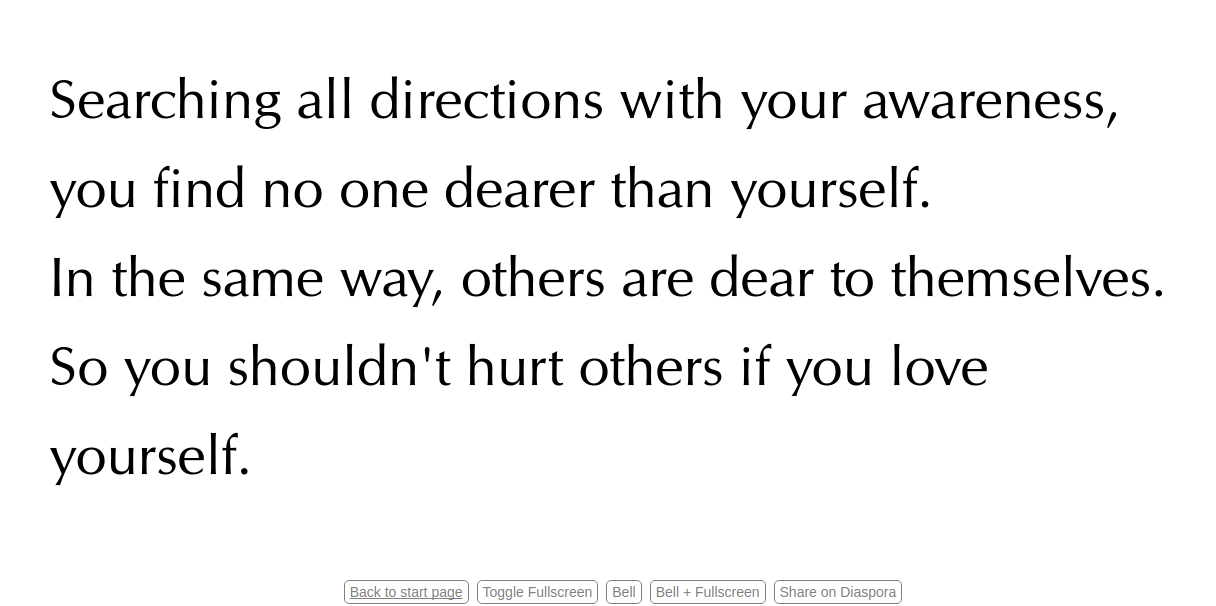 Searching all directions with your awareness,
you find no one dearer than yourself.
In the same way, others are dear to themselves.
So you shouldn't hurt others if you love
yourself.
Back to start page Toggle Fullscreen Bell Bell + Fullscreen Share on Diaspora